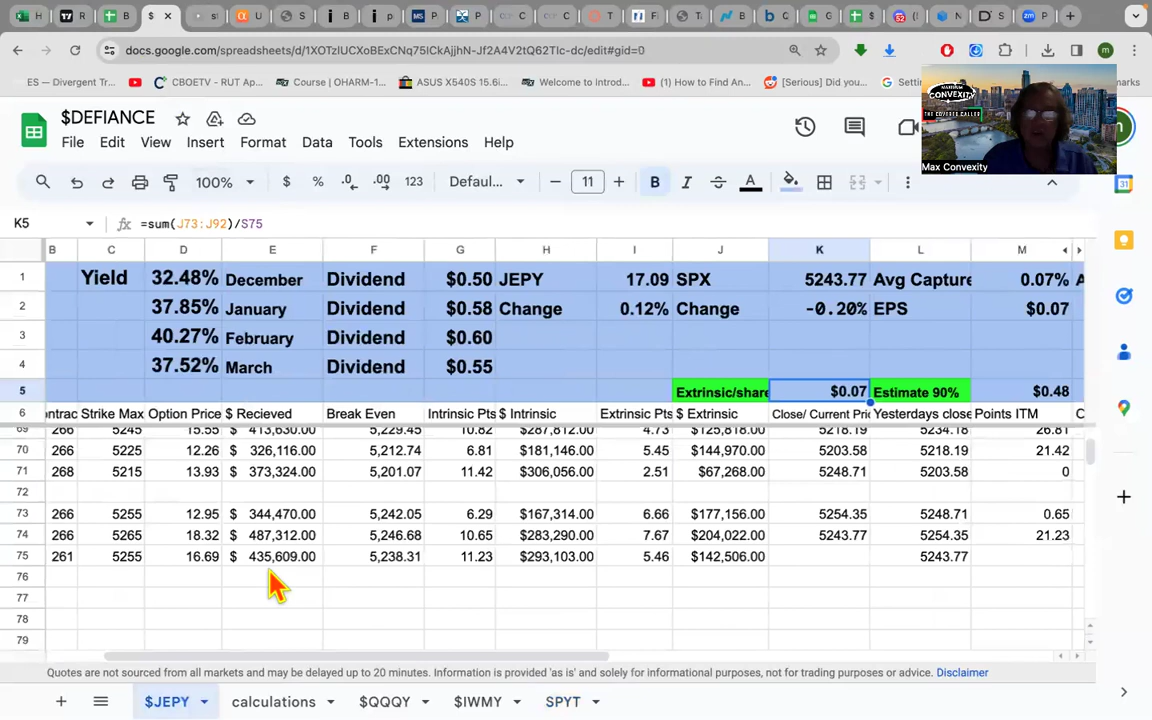 docs.google.com/spreadsheets/d/1XOTzIUCXoBExCNq75ICkAjjhN-Jf2A4V2tQ62TIc-dc/edit#gid=0
ES — Divergent Tr... CBOETV - RUT Ap... Course | OHARM-1... ASUS X540S 15.6i... Welcome to Introd... (1) How to Find An... [Serious] Did you... Setti
MAXIMUM
CONVEXITY
THE COVERED CALLER
Max Convexity
$DEFIANCE
File Edit View Insert Format Data Tools Extensions Help
100% $ % .0 .00 123 Defaul... 11 B I A
K5 fx =sum(J73:J92)/S75
B C D E F G H I J K L M
1 Yield 32.48% December Dividend $0.50 JEPY 17.09 SPX 5243.77 Avg Capture 0.07%
2 37.85% January Dividend $0.58 Change 0.12% Change -0.20% EPS $0.07
3 40.27% February Dividend $0.60
4 37.52% March Dividend $0.55
5 Extrinsic/share $0.07 Estimate 90% $0.48
6 ontrac Strike Max Option Price $ Recieved Break Even Intrinsic Pts $ Intrinsic Extrinsic Pts $ Extrinsic Close/ Current Pric Yesterdays close Points ITM
69 266 5245 15.55 $ 413,630.00 5,229.45 10.82 $287,812.00 4.73 $125,818.00 5218.19 5234.18 26.81
70 266 5225 12.26 $ 326,116.00 5,212.74 6.81 $181,146.00 5.45 $144,970.00 5203.58 5218.19 21.42
71 268 5215 13.93 $ 373,324.00 5,201.07 11.42 $306,056.00 2.51 $67,268.00 5248.71 5203.58 0
72
73 266 5255 12.95 $ 344,470.00 5,242.05 6.29 $167,314.00 6.66 $177,156.00 5254.35 5248.71 0.65
74 266 5265 18.32 $ 487,312.00 5,246.68 10.65 $283,290.00 7.67 $204,022.00 5243.77 5254.35 21.23
75 261 5255 16.69 $ 435,609.00 5,238.31 11.23 $293,103.00 5.46 $142,506.00 5243.77
76
77
78
79
Quotes are not sourced from all markets and may be delayed up to 20 minutes. Information is provided 'as is' and solely for informational purposes, not for trading purposes or advice. Disclaimer
$JEPY calculations $QQQY $IWMY SPYT